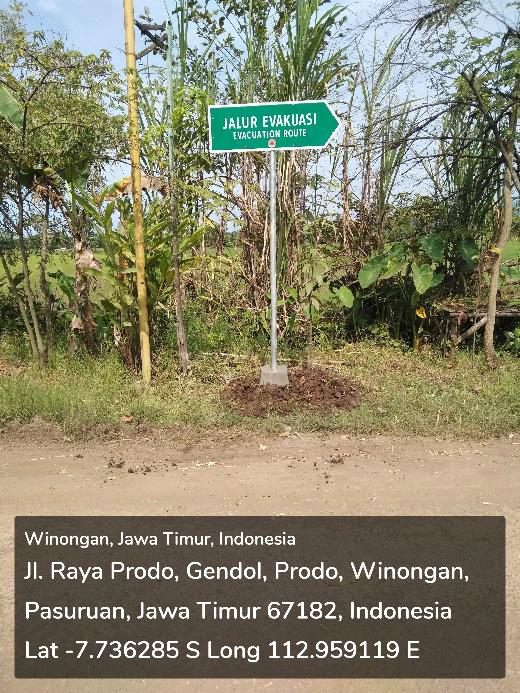 JALUR EVAKUASI
EVACUATION ROUTE
Winongan, Jawa Timur, Indonesia
Jl. Raya Prodo, Gendol, Prodo, Winongan,
Pasuruan, Jawa Timur 67182, Indonesia
Lat -7.736285 S Long 112.959119 E